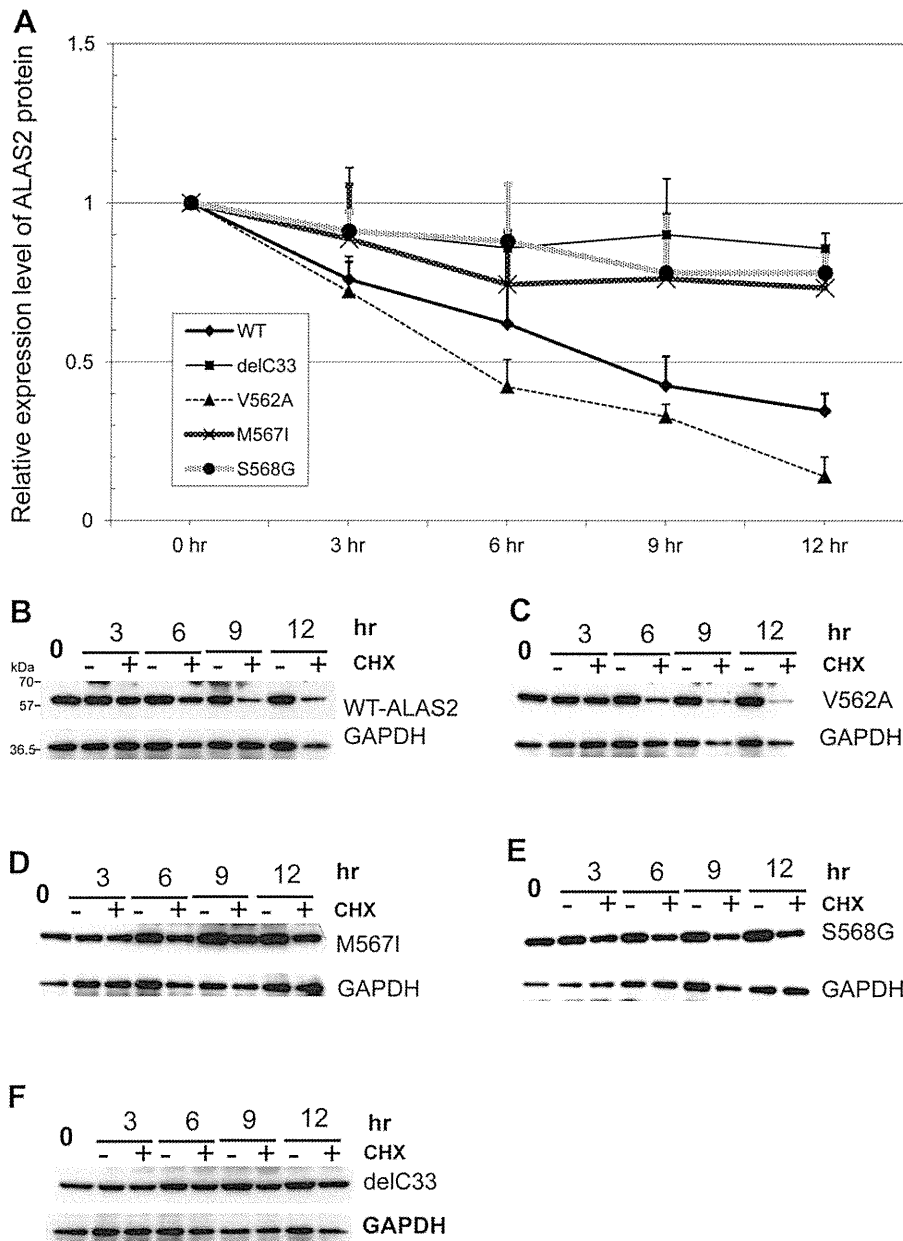 A
Relative expression level of ALAS2 protein
1.5
1
0.5
0
WT
delC33
V562A
M567I
S568G
0 hr 3 hr 6 hr 9 hr 12 hr
B
0 3 6 9 12 hr
- + - + - + - + CHX
kDa
70-
57-
WT-ALAS2
36.5-
GAPDH
C
0 3 6 9 12 hr
- + - + - + - + CHX
V562A
GAPDH
D
0 3 6 9 12 hr
- + - + - + - + CHX
M567I
GAPDH
E
0 3 6 9 12 hr
- + - + - + - + CHX
S568G
GAPDH
F
0 3 6 9 12 hr
- + - + - + - + CHX
delC33
GAPDH